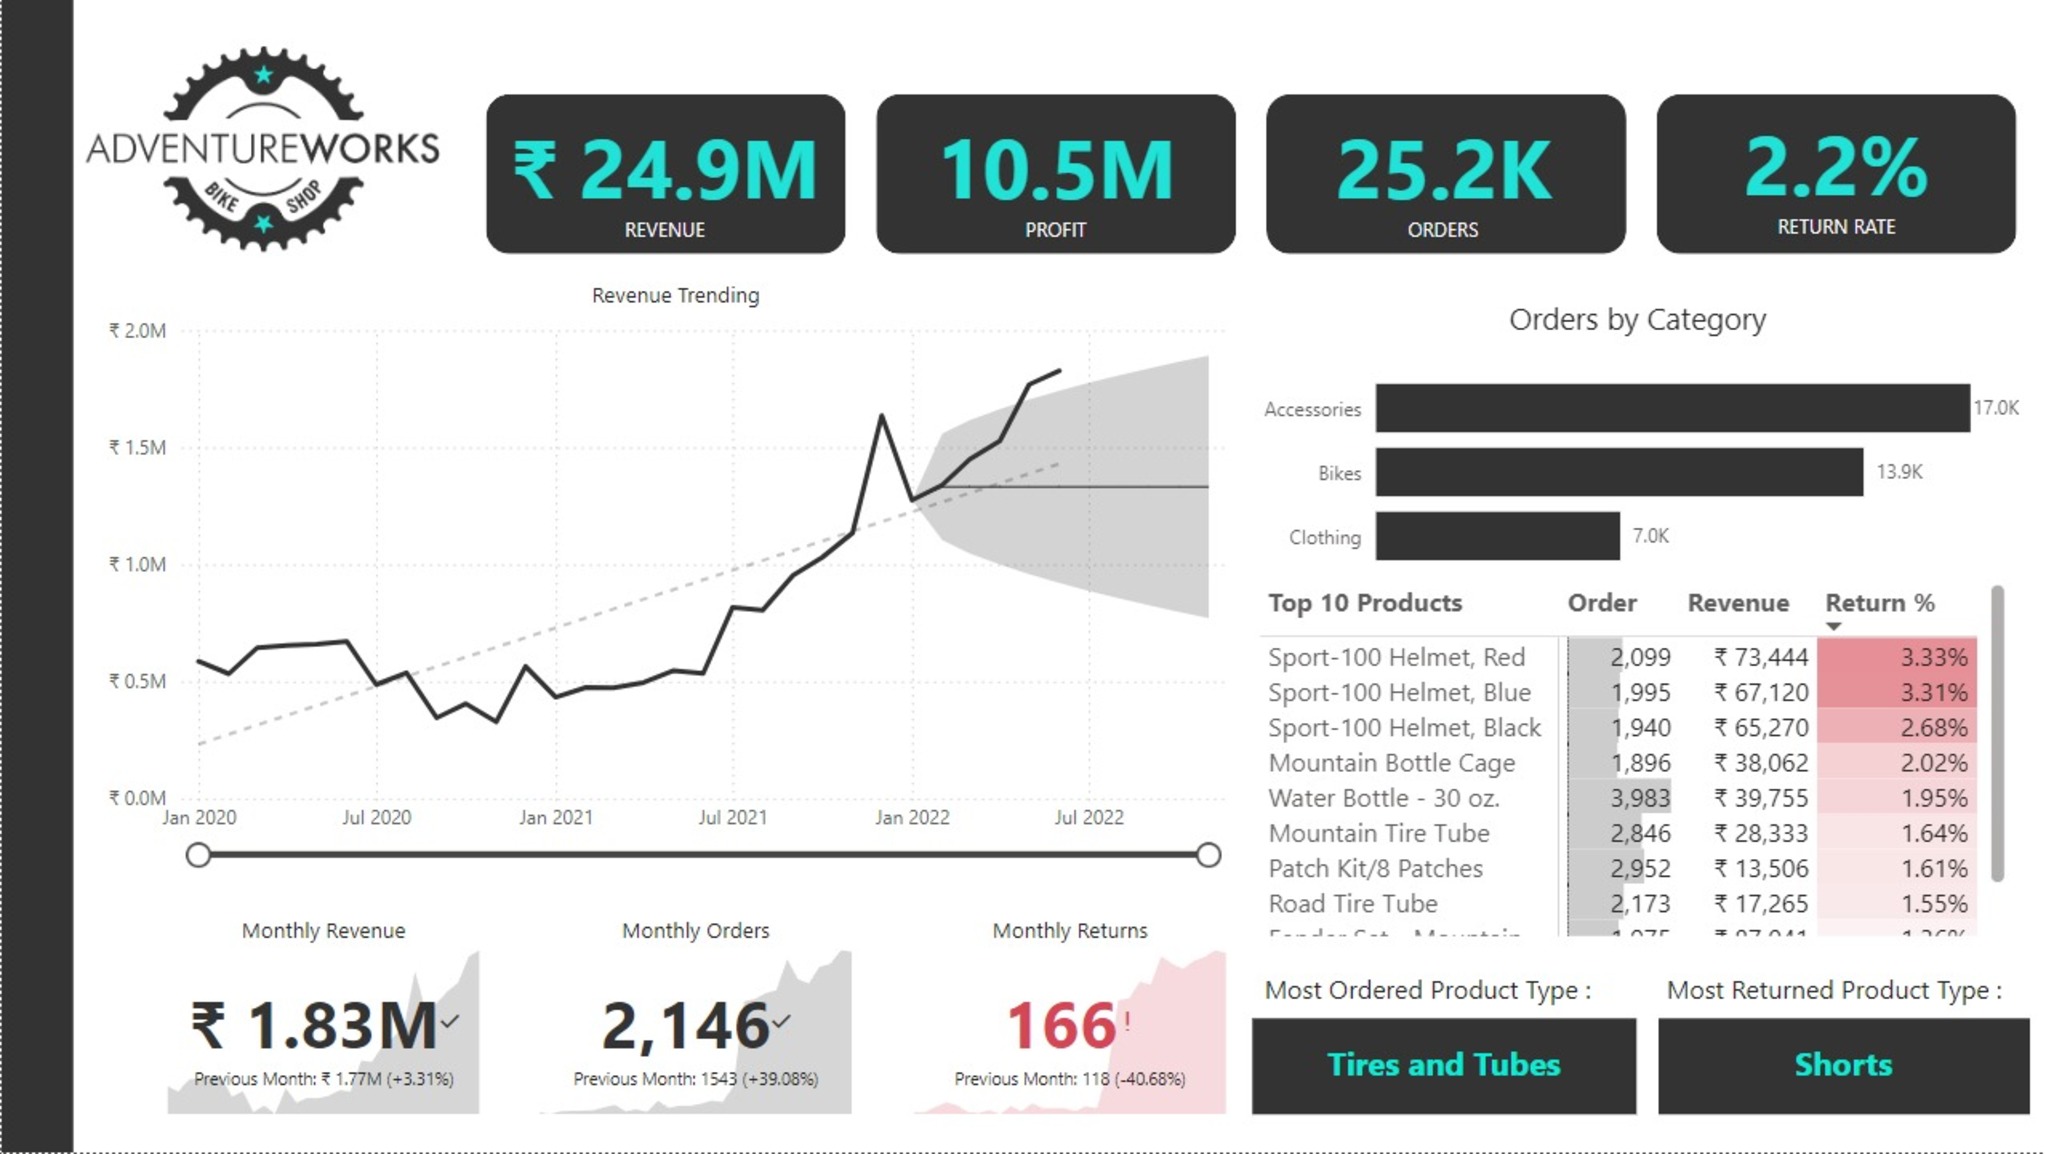 ADVENTUREWORKS
BIKE SHOP
₹ 24.9M
REVENUE
10.5M
PROFIT
25.2K
ORDERS
2.2%
RETURN RATE
Revenue Trending
₹ 2.0M
₹ 1.5M
₹ 1.0M
₹ 0.5M
₹ 0.0M
Jan 2020 Jul 2020 Jan 2021 Jul 2021 Jan 2022 Jul 2022
Orders by Category
Accessories 17.0K
Bikes 13.9K
Clothing 7.0K
Top 10 Products Order Revenue Return %
Sport-100 Helmet, Red 2,099 ₹ 73,444 3.33%
Sport-100 Helmet, Blue 1,995 ₹ 67,120 3.31%
Sport-100 Helmet, Black 1,940 ₹ 65,270 2.68%
Mountain Bottle Cage 1,896 ₹ 38,062 2.02%
Water Bottle - 30 oz. 3,983 ₹ 39,755 1.95%
Mountain Tire Tube 2,846 ₹ 28,333 1.64%
Patch Kit/8 Patches 2,952 ₹ 13,506 1.61%
Road Tire Tube 2,173 ₹ 17,265 1.55%
Monthly Revenue
₹ 1.83M✓
Previous Month: ₹ 1.77M (+3.31%)
Monthly Orders
2,146✓
Previous Month: 1543 (+39.08%)
Monthly Returns
166!
Previous Month: 118 (-40.68%)
Most Ordered Product Type :
Tires and Tubes
Most Returned Product Type :
Shorts